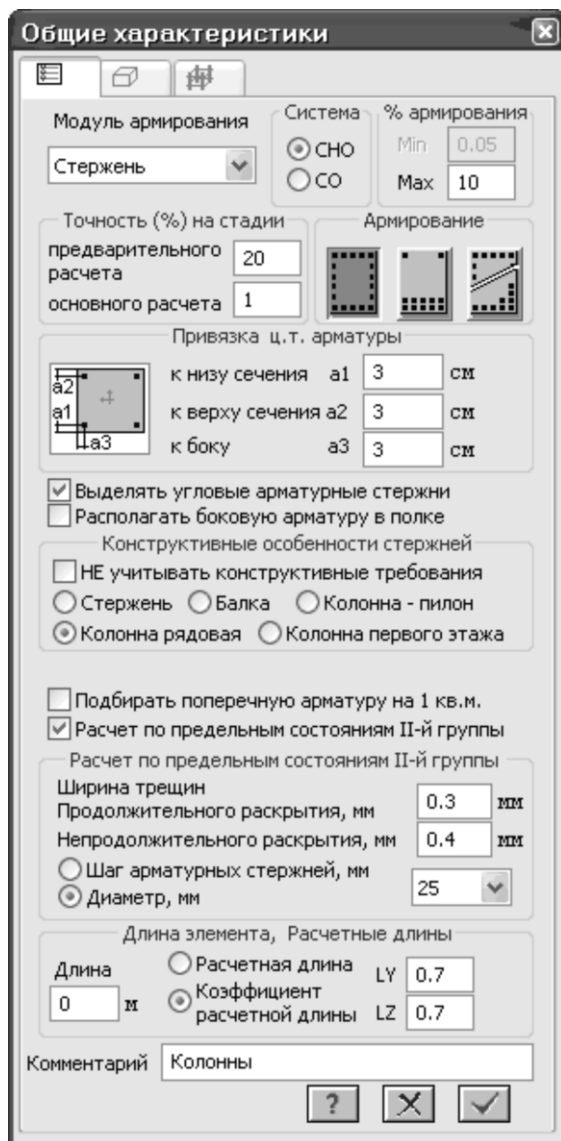 Общие характеристики
Модуль армирования
Стержень
Система
СНО
СО
% армирования
Min 0.05
Max 10
Точность (%) на стадии
предварительного расчета 20
основного расчета 1
Армирование
Привязка ц.т. арматуры
a2
a1
a3
к низу сечения a1 3 см
к верху сечения a2 3 см
к боку a3 3 см
Выделять угловые арматурные стержни
Располагать боковую арматуру в полке
Конструктивные особенности стержней
НЕ учитывать конструктивные требования
Стержень Балка Колонна - пилон
Колонна рядовая Колонна первого этажа
Подбирать поперечную арматуру на 1 кв.м.
Расчет по предельным состояниям II-й группы
Расчет по предельным состояниям II-й группы
Ширина трещин
Продолжительного раскрытия, мм 0.3 мм
Непродолжительного раскрытия, мм 0.4 мм
Шаг арматурных стержней, мм
Диаметр, мм
25
Длина элемента, Расчетные длины
Длина
0 м
Расчетная длина
Коэффициент
расчетной длины
LY 0.7
LZ 0.7
Комментарий Колонны
?